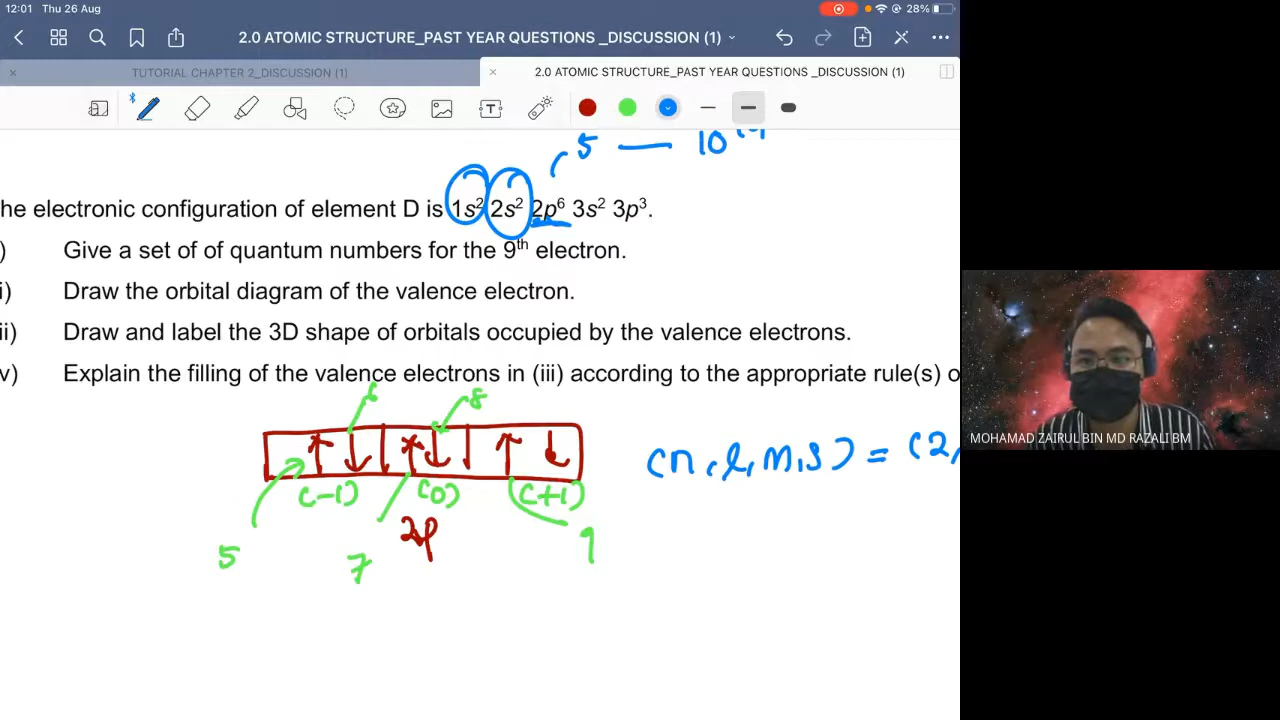 12:01 Thu 26 Aug
28%
2.0 ATOMIC STRUCTURE_PAST YEAR QUESTIONS _DISCUSSION (1)
TUTORIAL CHAPTER 2_DISCUSSION (1)
2.0 ATOMIC STRUCTURE_PAST YEAR QUESTIONS _DISCUSSION (1)
5 — 10
he electronic configuration of element D is 1s² 2s² 2p⁶ 3s² 3p³.
) Give a set of of quantum numbers for the 9th electron.
i) Draw the orbital diagram of the valence electron.
ii) Draw and label the 3D shape of orbitals occupied by the valence electrons.
v) Explain the filling of the valence electrons in (iii) according to the appropriate rule(s) o
6 8
(n, l, m, s) = (2,
(-1) (0) (+1)
2p
5 7 9
MOHAMAD ZAIRUL BIN MD RAZALI BM